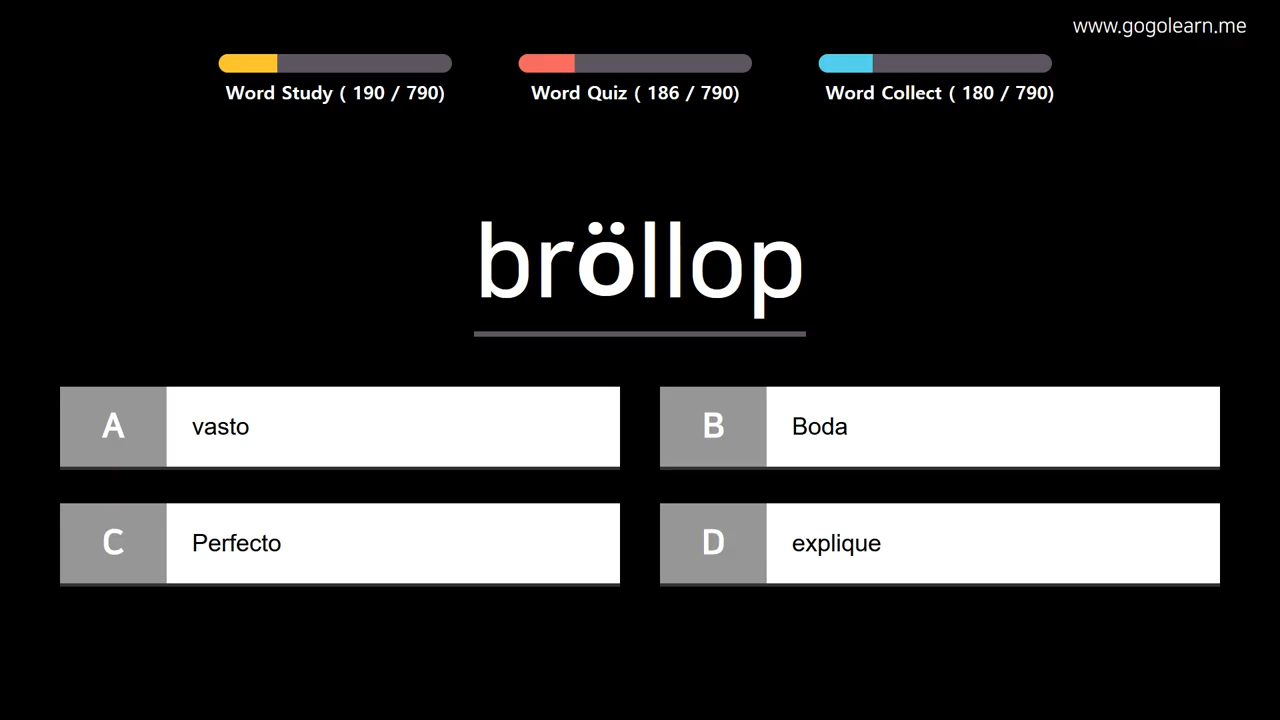 www.gogolearn.me
Word Study ( 190 / 790)
Word Quiz ( 186 / 790)
Word Collect ( 180 / 790)
bröllop
A vasto
B Boda
C Perfecto
D explique